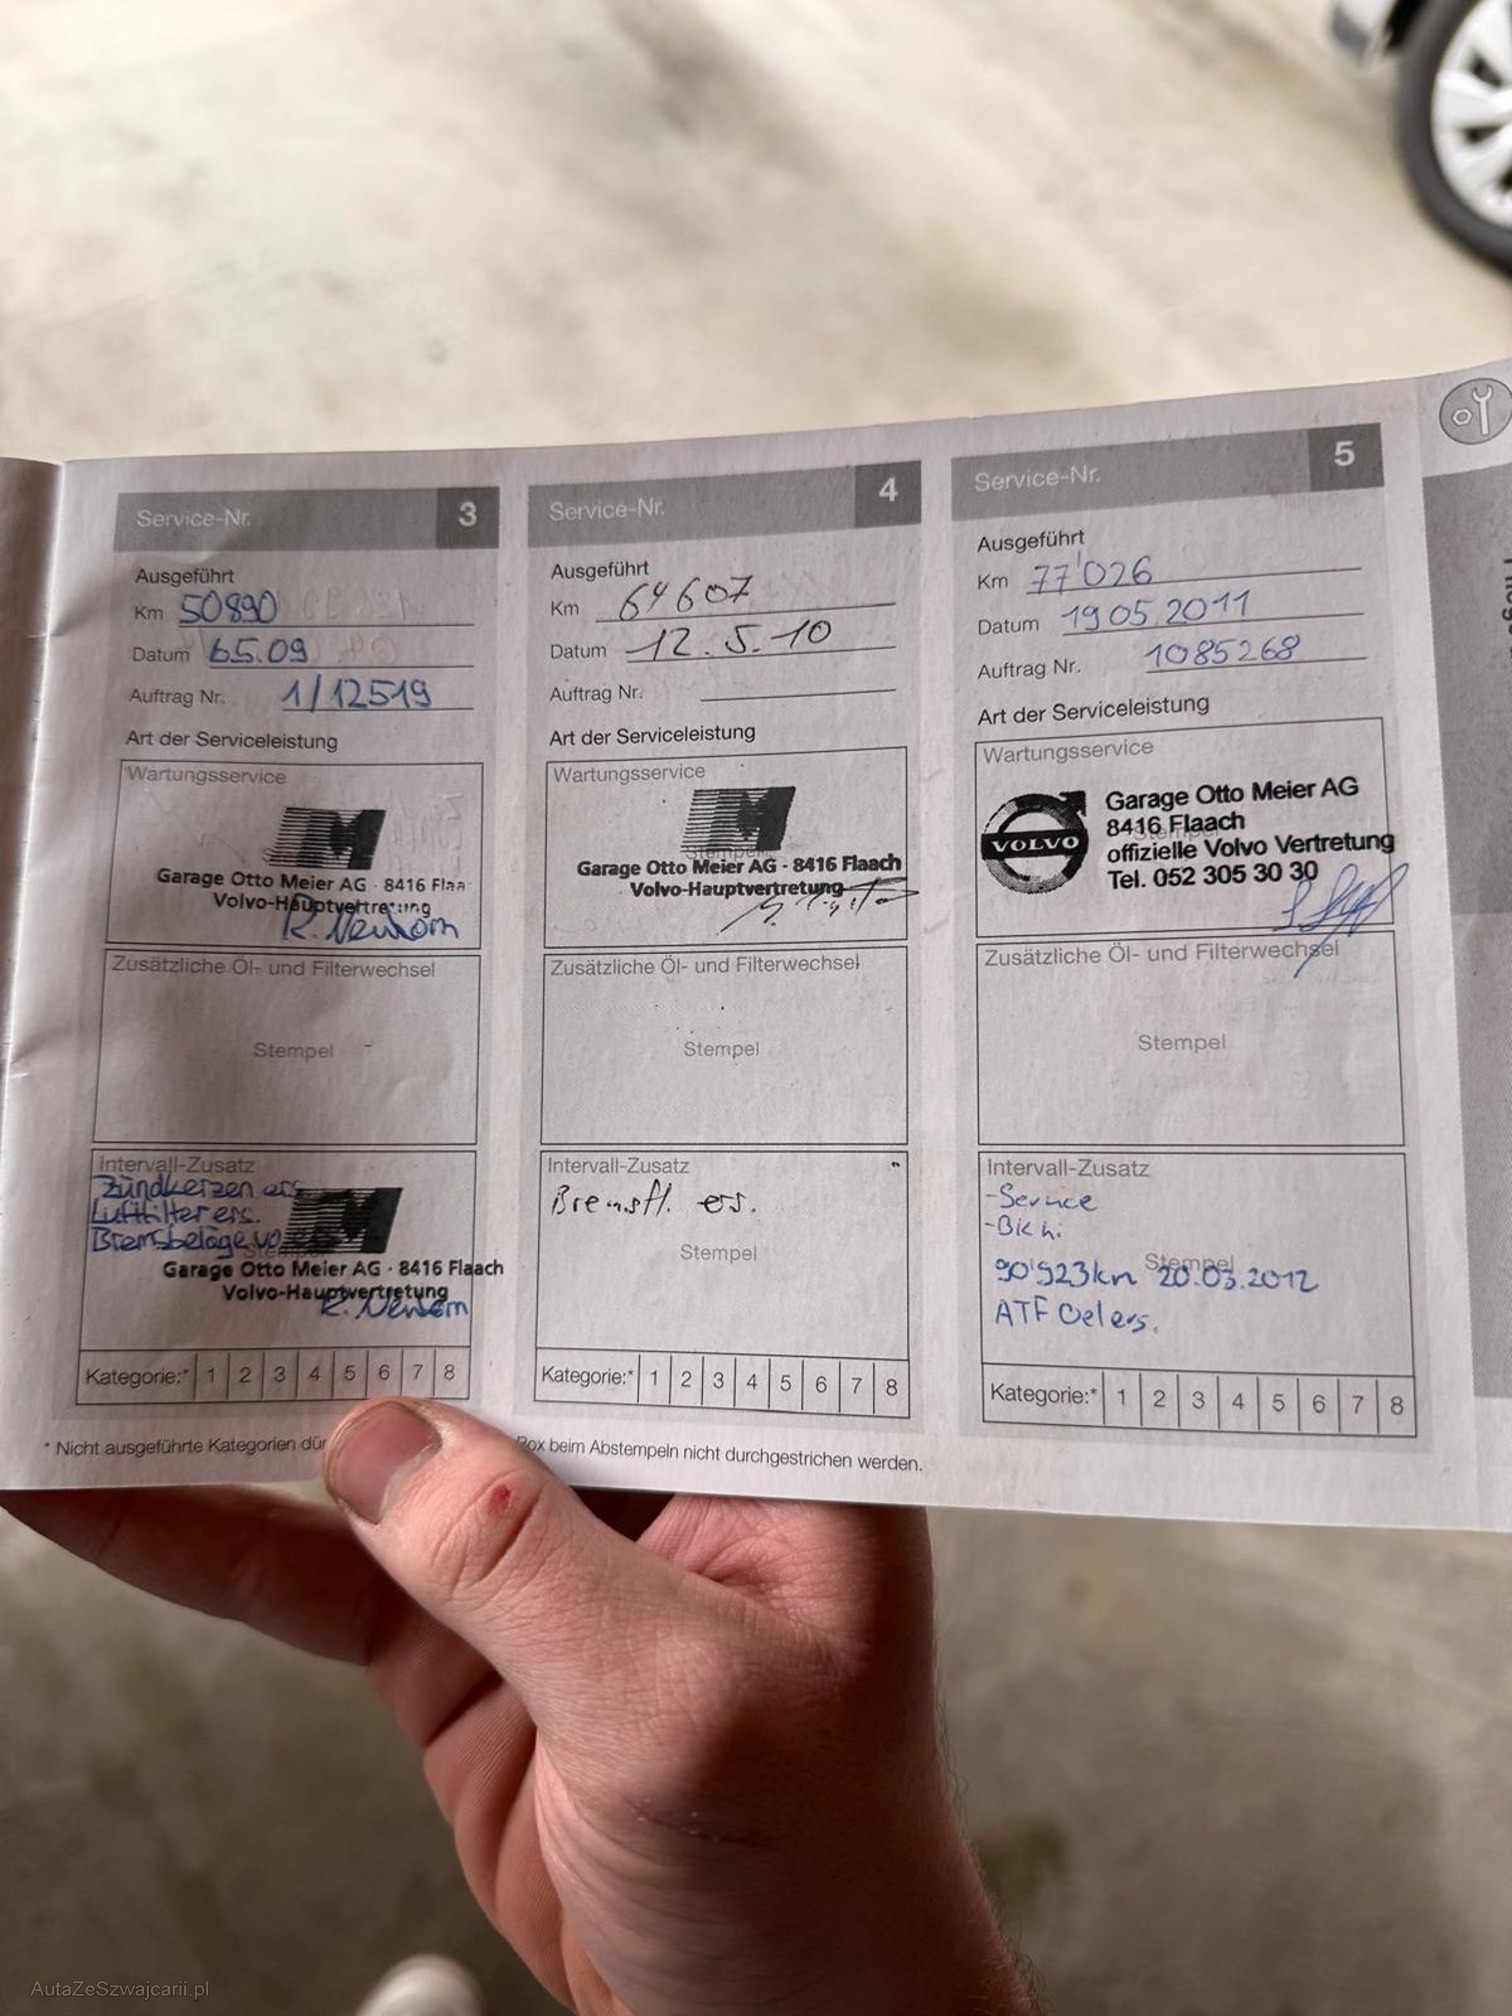 Service-Nr. 3
Ausgeführt
Km 50890
Datum 6.5.09
Auftrag Nr. 1/12519
Art der Serviceleistung
Wartungsservice
Garage Otto Meier AG · 8416 Flaa
Volvo-Hauptvertretung
Zusätzliche Öl- und Filterwechsel
Stempel
Intervall-Zusatz
Zündkerzen ers
Luftfilter ers.
Bremsbeläge
Garage Otto Meier AG · 8416 Flaach
Volvo-Hauptvertretung
Kategorie:* 1 2 3 4 5 6 7 8
Service-Nr. 4
Ausgeführt
Km 64607
Datum 12.5.10
Auftrag Nr.
Art der Serviceleistung
Wartungsservice
Stempel
Garage Otto Meier AG - 8416 Flaach
Volvo-Hauptvertretung
Zusätzliche Öl- und Filterwechsel
Stempel
Intervall-Zusatz
Bremsfl. ers.
Stempel
Kategorie:* 1 2 3 4 5 6 7 8
Service-Nr. 5
Ausgeführt
Km 77'026
Datum 19.05.2011
Auftrag Nr. 1085268
Art der Serviceleistung
Wartungsservice
VOLVO
Garage Otto Meier AG
8416 Flaach
offizielle Volvo Vertretung
Tel. 052 305 30 30
Zusätzliche Öl- und Filterwechsel
Stempel
Intervall-Zusatz
-Service
-Bk h.
Stempel
90'923km 20.03.2012
ATF Oel ers.
Kategorie:* 1 2 3 4 5 6 7 8
* Nicht ausgeführte Kategorien dür
Box beim Abstempeln nicht durchgestrichen werden.
AutaZeSzwajcarii.pl